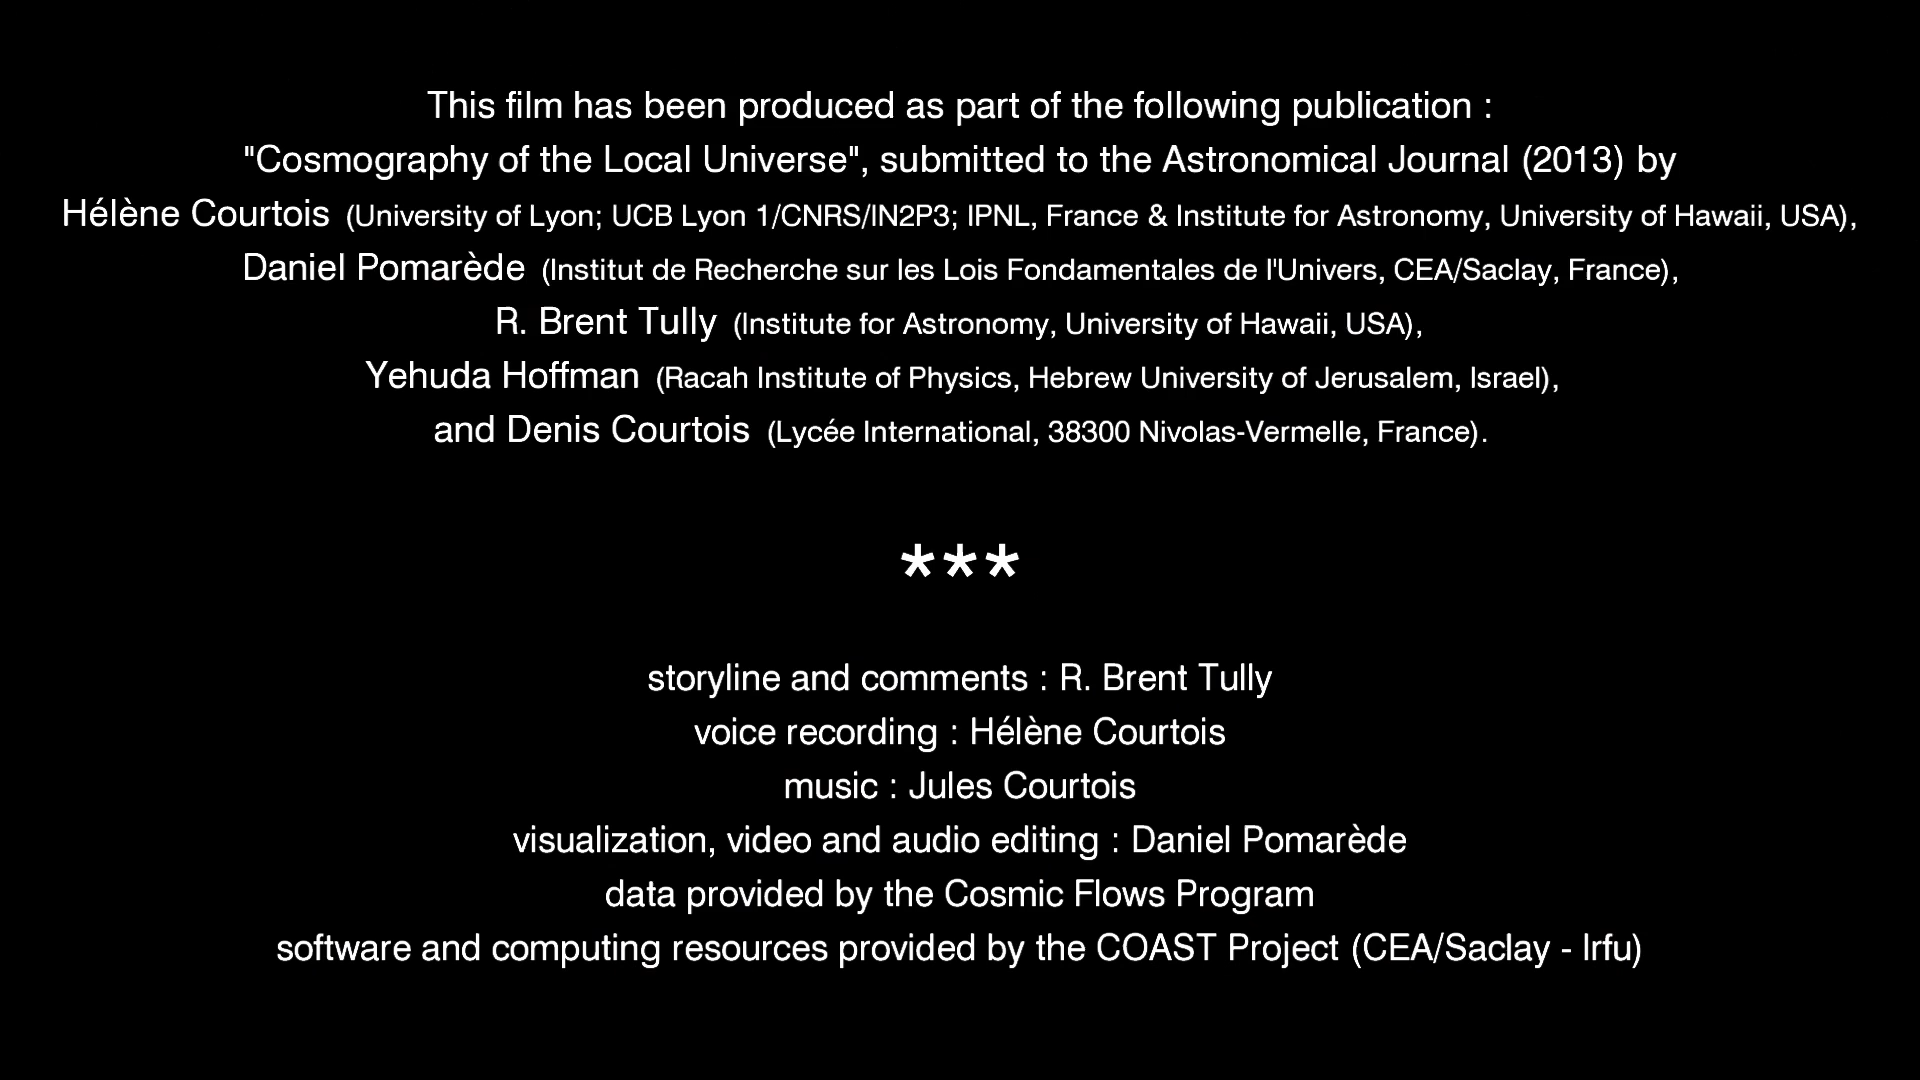 This film has been produced as part of the following publication :
"Cosmography of the Local Universe", submitted to the Astronomical Journal (2013) by
Hélène Courtois (University of Lyon; UCB Lyon 1/CNRS/IN2P3; IPNL, France & Institute for Astronomy, University of Hawaii, USA),
Daniel Pomarède (Institut de Recherche sur les Lois Fondamentales de l'Univers, CEA/Saclay, France),
R. Brent Tully (Institute for Astronomy, University of Hawaii, USA),
Yehuda Hoffman (Racah Institute of Physics, Hebrew University of Jerusalem, Israel),
and Denis Courtois (Lycée International, 38300 Nivolas-Vermelle, France).
***
storyline and comments : R. Brent Tully
voice recording : Hélène Courtois
music : Jules Courtois
visualization, video and audio editing : Daniel Pomarède
data provided by the Cosmic Flows Program
software and computing resources provided by the COAST Project (CEA/Saclay - Irfu)